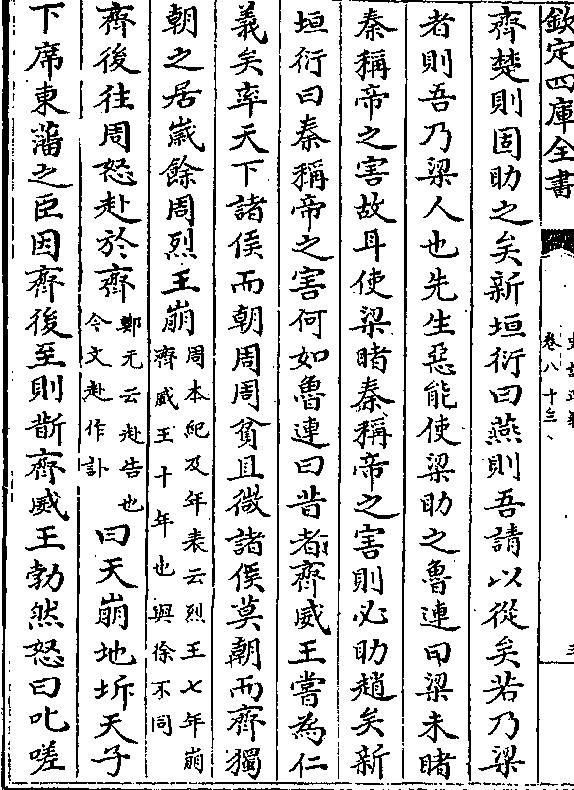 欽定四庫全書
卷八十三
齊楚則固助之矣新垣衍曰燕則吾請以從矣若乃梁
者則吾乃梁人也先生惡能使梁助之魯連曰梁未睹
秦稱帝之害故耳使梁睹秦稱帝之害則必助趙矣新
垣衍曰秦稱帝之害何如魯連曰昔者齊威王嘗為仁
義矣率天下諸侯而朝周周貧且微諸侯莫朝而齊獨
朝之居嵗餘周烈王崩周本紀及年表云烈王七年崩齊威王十年也與徐不同
齊後往周怒赴於齊鄭元云赴告也今文赴作訃曰天崩地坼天子
下席東藩之臣因齊後至則斮齊威王勃然怒曰叱嗟